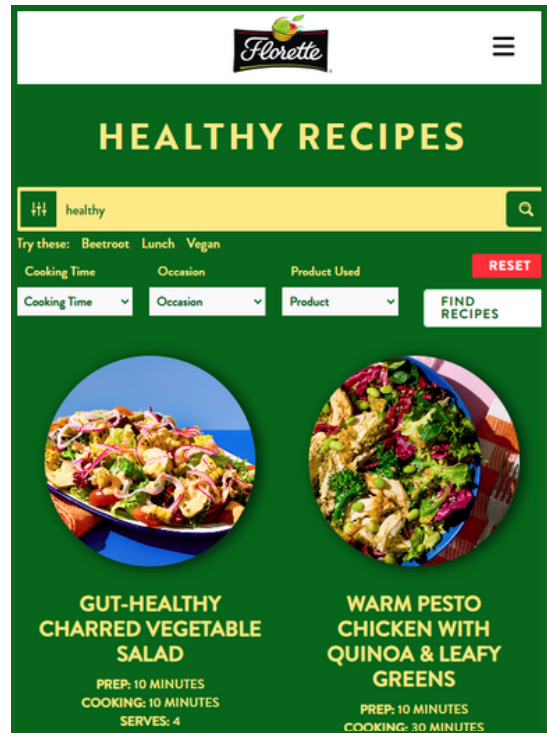 Florette
HEALTHY RECIPES
healthy
Try these: Beetroot Lunch Vegan
Cooking Time Occasion Product Used RESET
Cooking Time Occasion Product FIND
RECIPES
GUT-HEALTHY
CHARRED VEGETABLE
SALAD
PREP: 10 MINUTES
COOKING: 10 MINUTES
SERVES: 4
WARM PESTO
CHICKEN WITH
QUINOA & LEAFY
GREENS
PREP: 10 MINUTES
COOKING: 30 MINUTES